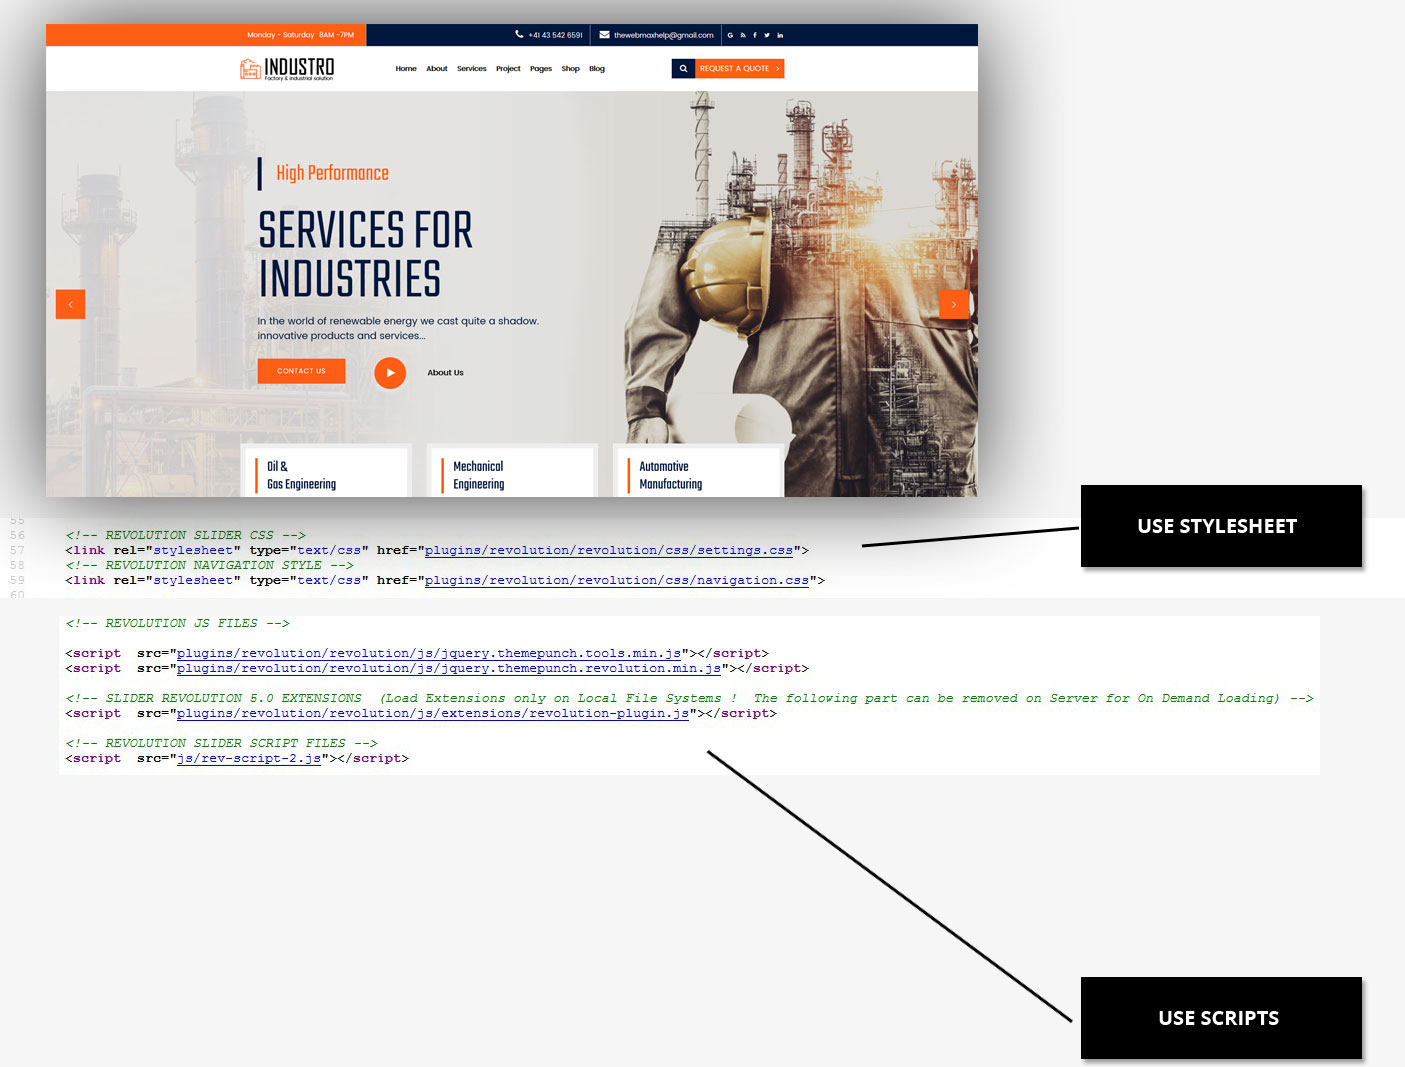 Monday - Saturday 8AM -7PM
+41 43 542 6591
thewebmaxhelp@gmail.com
INDUSTRO
Factory & Industrial solution
Home About Services Project Pages Shop Blog
REQUEST A QUOTE
High Performance
SERVICES FOR
INDUSTRIES
In the world of renewable energy we cast quite a shadow.
innovative products and services...
CONTACT US
About Us
Oil &
Gas Engineering
Mechanical
Engineering
Automotive
Manufacturing
USE STYLESHEET
55
56 <!-- REVOLUTION SLIDER CSS -->
57 <link rel="stylesheet" type="text/css" href="plugins/revolution/revolution/css/settings.css">
58 <!-- REVOLUTION NAVIGATION STYLE -->
59 <link rel="stylesheet" type="text/css" href="plugins/revolution/revolution/css/navigation.css">
60
<!-- REVOLUTION JS FILES -->
<script src="plugins/revolution/revolution/js/jquery.themepunch.tools.min.js"></script>
<script src="plugins/revolution/revolution/js/jquery.themepunch.revolution.min.js"></script>
<!-- SLIDER REVOLUTION 5.0 EXTENSIONS (Load Extensions only on Local File Systems ! The following part can be removed on Server for On Demand Loading) -->
<script src="plugins/revolution/revolution/js/extensions/revolution-plugin.js"></script>
<!-- REVOLUTION SLIDER SCRIPT FILES -->
<script src="js/rev-script-2.js"></script>
USE SCRIPTS